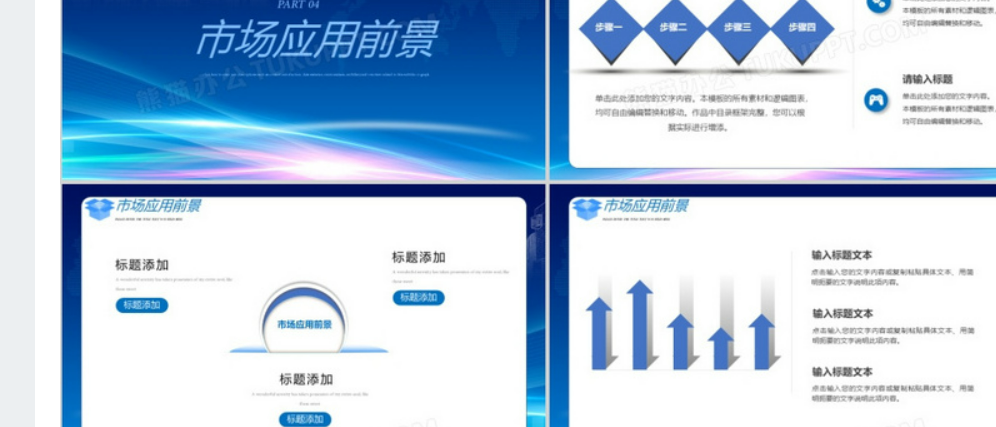 PART 04
市场应用前景
熊猫办公 TUKUPPT.COM
步骤一
步骤二
步骤三
步骤四
单击此处添加您的文字内容。本模板的所有素材和逻辑图表，
均可自由编辑替换和移动。作品中目录框架完整，您可以根
据实际进行增添。
本模板的所有素材和逻辑图表，
均可自由编辑替换和移动。
请输入标题
单击此处添加您的文字内容。
本模板的所有素材和逻辑图表，
均可自由编辑替换和移动。
市场应用前景
标题添加
标题添加
标题添加
标题添加
市场应用前景
标题添加
标题添加
市场应用前景
输入标题文本
点击输入您的文字内容或复制粘贴具体文本，用简
明扼要的文字说明此项内容。
输入标题文本
点击输入您的文字内容或复制粘贴具体文本，用简
明扼要的文字说明此项内容。
输入标题文本
点击输入您的文字内容或复制粘贴具体文本，用简
明扼要的文字说明此项内容。